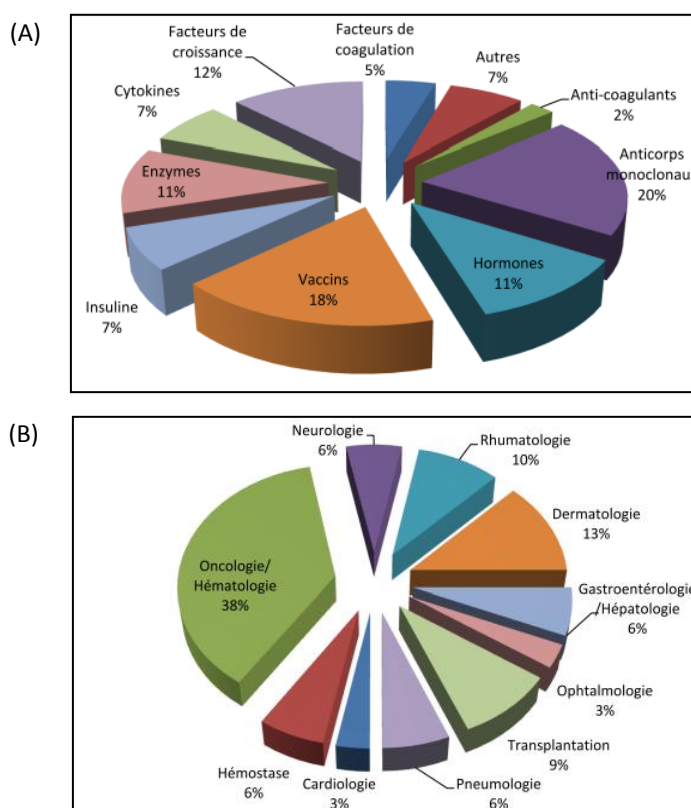 (A)
Facteurs de
croissance
12%
Facteurs de
coagulation
5%
Autres
7%
Anti-coagulants
2%
Anticorps
monoclonau
20%
Hormones
11%
Vaccins
18%
Insuline
7%
Enzymes
11%
Cytokines
7%
(B)
Neurologie
6%
Rhumatologie
10%
Dermatologie
13%
Gastroentérologie
/Hépatologie
6%
Ophtalmologie
3%
Transplantation
9%
Pneumologie
6%
Cardiologie
3%
Hémostase
6%
Oncologie/
Hématologie
38%